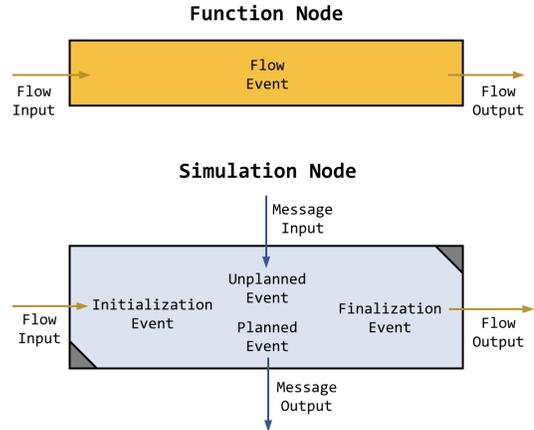 Function Node
Flow
Event
Flow
Input
Flow
Output
Simulation Node
Message
Input
Unplanned
Event
Initialization
Event
Planned
Event
Finalization
Event
Flow
Input
Flow
Output
Message
Output